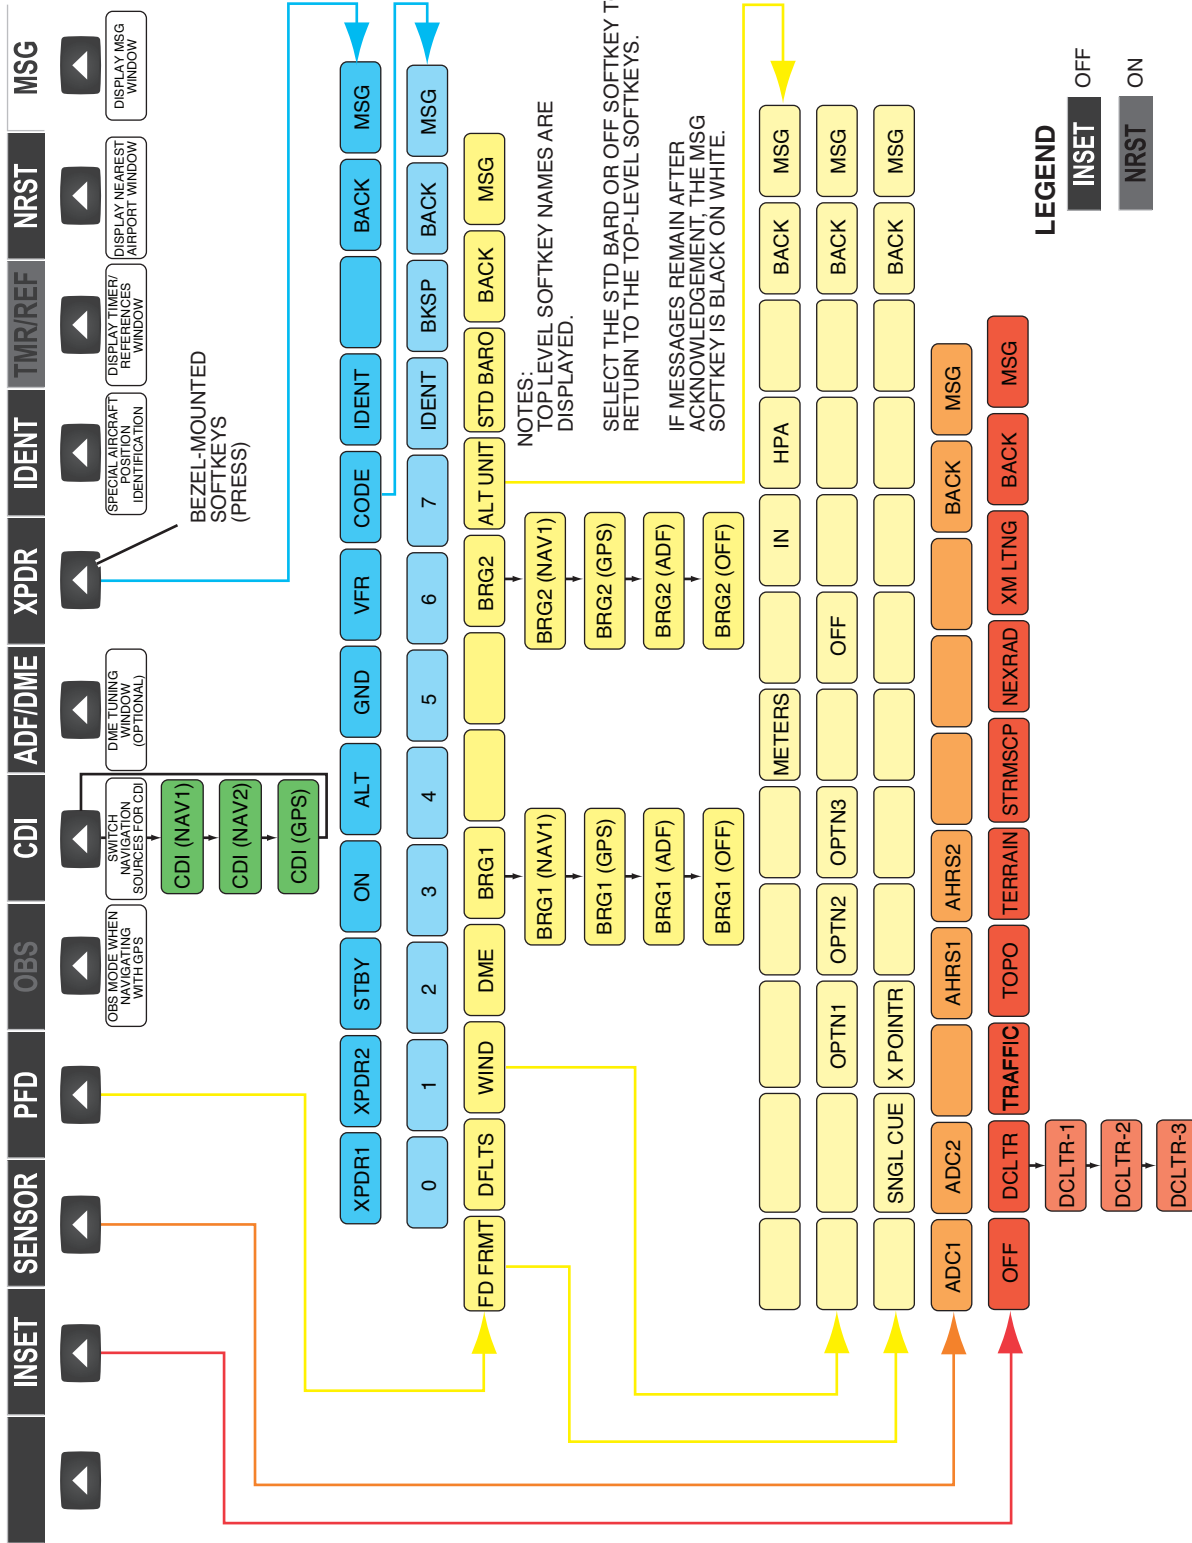 INSET
SENSOR
PFD
OBS
CDI
ADF/DME
XPDR
IDENT
TMR/REF
NRST
MSG
OBS MODE WHEN
NAVIGATING
WITH GPS
SWITCH
NAVIGATION
SOURCES FOR CDI
DME TUNING
WINDOW
(OPTIONAL)
SPECIAL AIRCRAFT
POSITION
IDENTIFICATION
DISPLAY TIMER/
REFERENCES
WINDOW
DISPLAY NEAREST
AIRPORT WINDOW
DISPLAY MSG
WINDOW
CDI (NAV1)
CDI (NAV2)
CDI (GPS)
BEZEL-MOUNTED
SOFTKEYS
(PRESS)
XPDR1
XPDR2
STBY
ON
ALT
GND
VFR
CODE
IDENT
BACK
MSG
0
1
2
3
4
5
6
7
IDENT
BKSP
BACK
MSG
FD FRMT
DFLTS
WIND
DME
BRG1
BRG2
ALT UNIT
STD BARO
BACK
MSG
BRG1 (NAV1)
BRG1 (GPS)
BRG1 (ADF)
BRG1 (OFF)
BRG2 (NAV1)
BRG2 (GPS)
BRG2 (ADF)
BRG2 (OFF)
NOTES:
TOP LEVEL SOFTKEY NAMES ARE
DISPLAYED.
SELECT THE STD BARD OR OFF SOFTKEY T
RETURN TO THE TOP-LEVEL SOFTKEYS.
IF MESSAGES REMAIN AFTER
ACKNOWLEDGEMENT, THE MSG
SOFTKEY IS BLACK ON WHITE.
METERS
IN
HPA
BACK
MSG
OPTN1
OPTN2
OPTN3
OFF
BACK
MSG
SNGL CUE
X POINTR
BACK
MSG
ADC1
ADC2
AHRS1
AHRS2
BACK
MSG
OFF
DCLTR
TRAFFIC
TOPO
TERRAIN
STRMSCP
NEXRAD
XM LTNG
BACK
MSG
DCLTR-1
DCLTR-2
DCLTR-3
LEGEND
INSET OFF
NRST ON